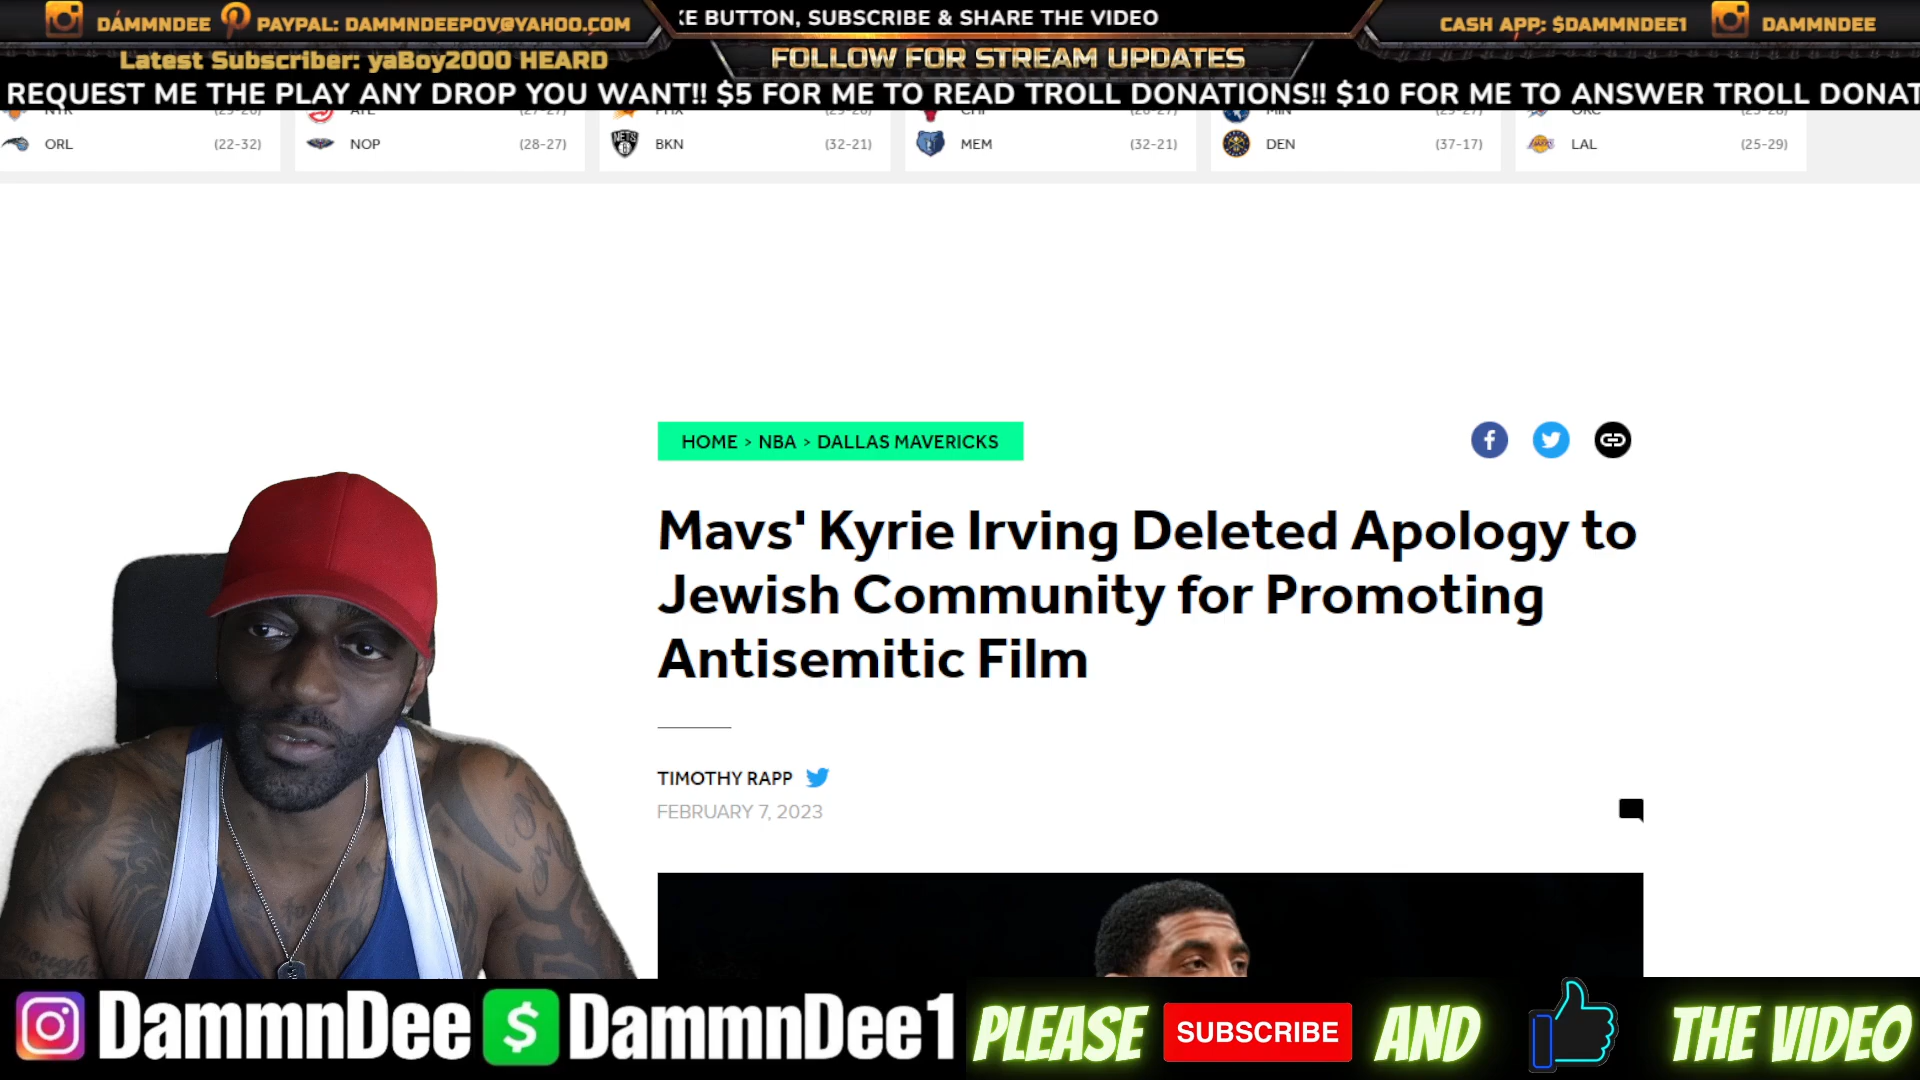 DAMMNDEE
PAYPAL: DAMMNDEEPOV@YAHOO.COM
KE BUTTON, SUBSCRIBE & SHARE THE VIDEO
CASH APP: $DAMMNDEE1
DAMMNDEE
Latest Subscriber: yaBoy2000 HEARD
FOLLOW FOR STREAM UPDATES
REQUEST ME THE PLAY ANY DROP YOU WANT!! $5 FOR ME TO READ TROLL DONATIONS!! $10 FOR ME TO ANSWER TROLL DONAT
ORL (22-32)
NOP (28-27)
BKN (32-21)
MEM (32-21)
DEN (37-17)
LAL (25-29)
HOME > NBA > DALLAS MAVERICKS
Mavs' Kyrie Irving Deleted Apology to
Jewish Community for Promoting
Antisemitic Film
TIMOTHY RAPP
FEBRUARY 7, 2023
DammnDee
$
DammnDee1
PLEASE
SUBSCRIBE
AND
THE VIDEO